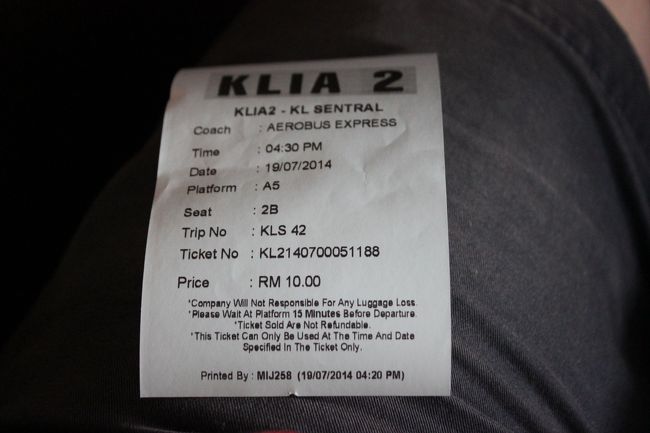 KLIA 2
KLIA2 - KL SENTRAL
Coach : AEROBUS EXPRESS
Time : 04:30 PM
Date : 19/07/2014
Platform : A5
Seat : 2B
Trip No : KLS 42
Ticket No : KL2140700051188
Price : RM 10.00
*Company Will Not Responsible For Any Luggage Loss.
*Please Wait At Platform 15 Minutes Before Departure.
*Ticket Sold Are Not Refundable.
*This Ticket Can Only Be Used At The Time And Date
Specified In The Ticket Only.
Printed By : MIJ258 (19/07/2014 04:20 PM)